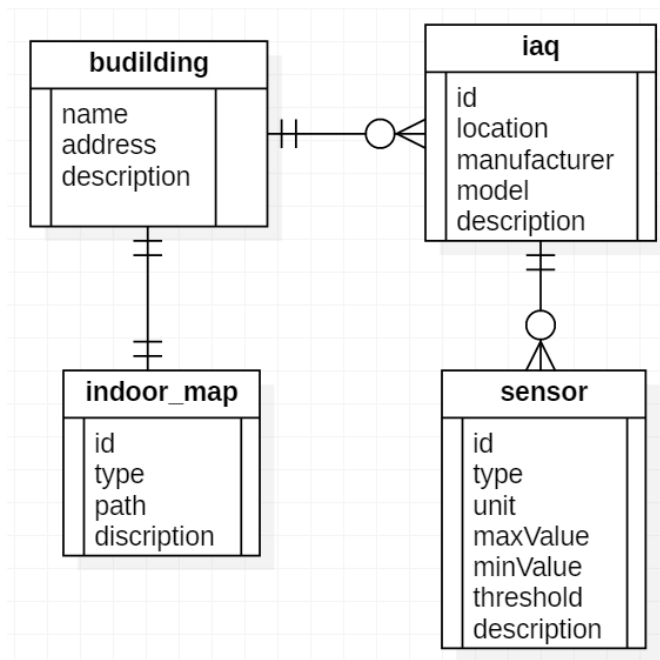 budilding
name
address
description
iaq
id
location
manufacturer
model
description
indoor_map
id
type
path
discription
sensor
id
type
unit
maxValue
minValue
threshold
description